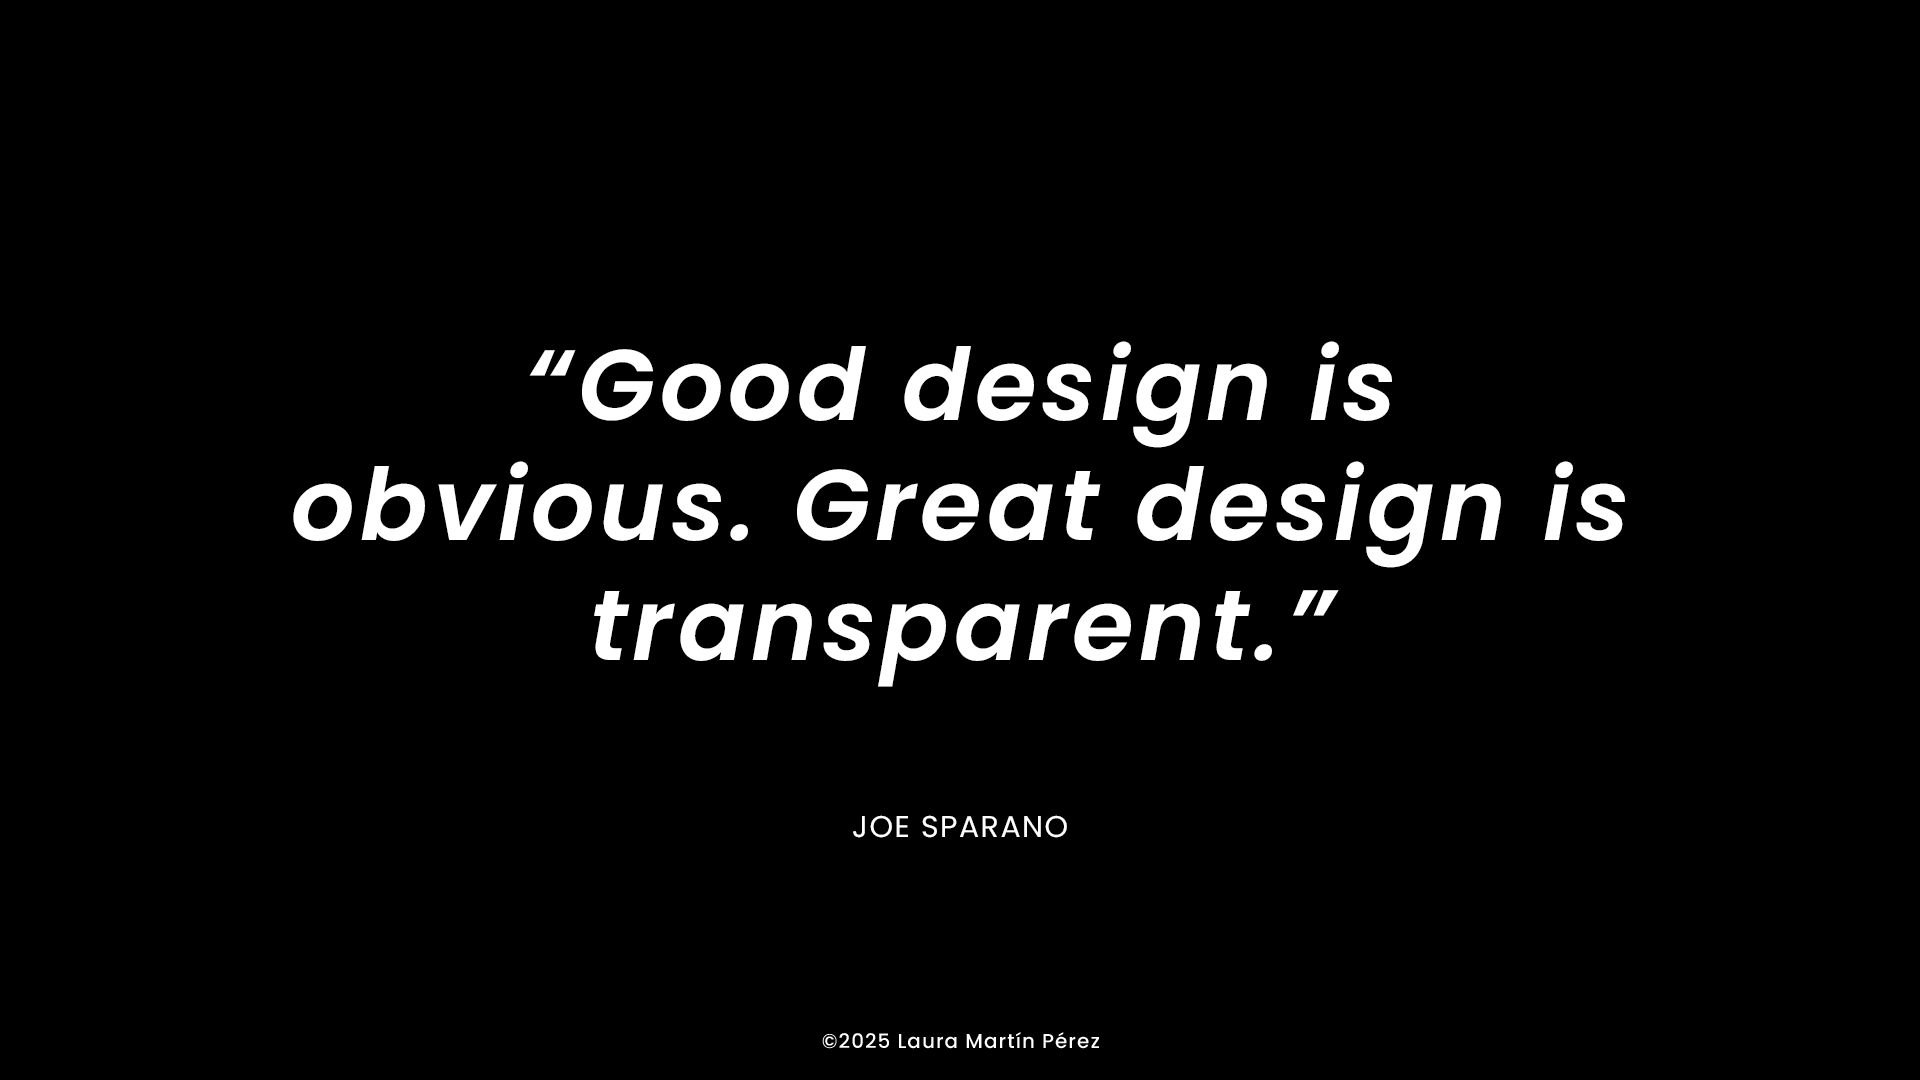 “Good design is
obvious. Great design is
transparent.”
JOE SPARANO
©2025 Laura Martín Pérez